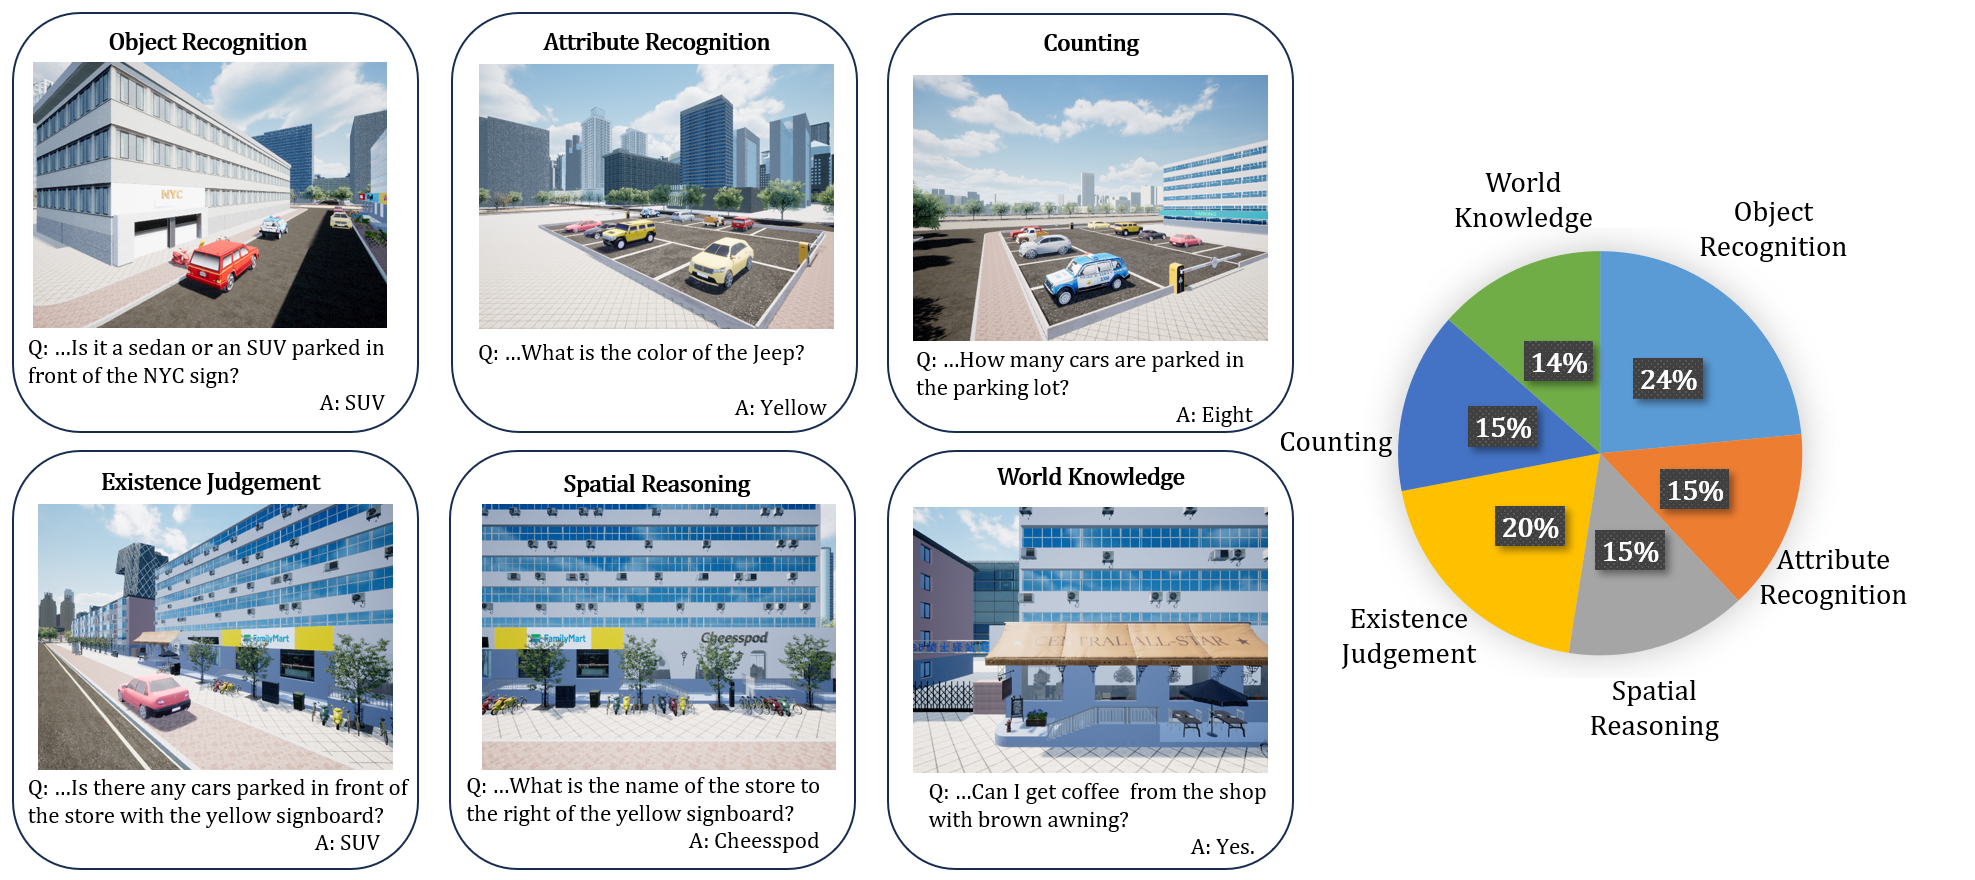 Object Recognition
NYC
Q: ...Is it a sedan or an SUV parked in
front of the NYC sign?
A: SUV
Attribute Recognition
Q: ...What is the color of the Jeep?
A: Yellow
Counting
Q: ...How many cars are parked in
the parking lot?
A: Eight
Existence Judgement
FamilyMart
Q: ...Is there any cars parked in front of
the store with the yellow signboard?
A: SUV
Spatial Reasoning
FamilyMart
Cheesspod
Q: ...What is the name of the store to
the right of the yellow signboard?
A: Cheesspod
World Knowledge
CENTRAL ALL-STAR ★
Q: ...Can I get coffee  from the shop
with brown awning?
A: Yes.
World
Knowledge
Object
Recognition
14%
24%
Counting
15%
15%
20%
15%
Attribute
Recognition
Existence
Judgement
Spatial
Reasoning